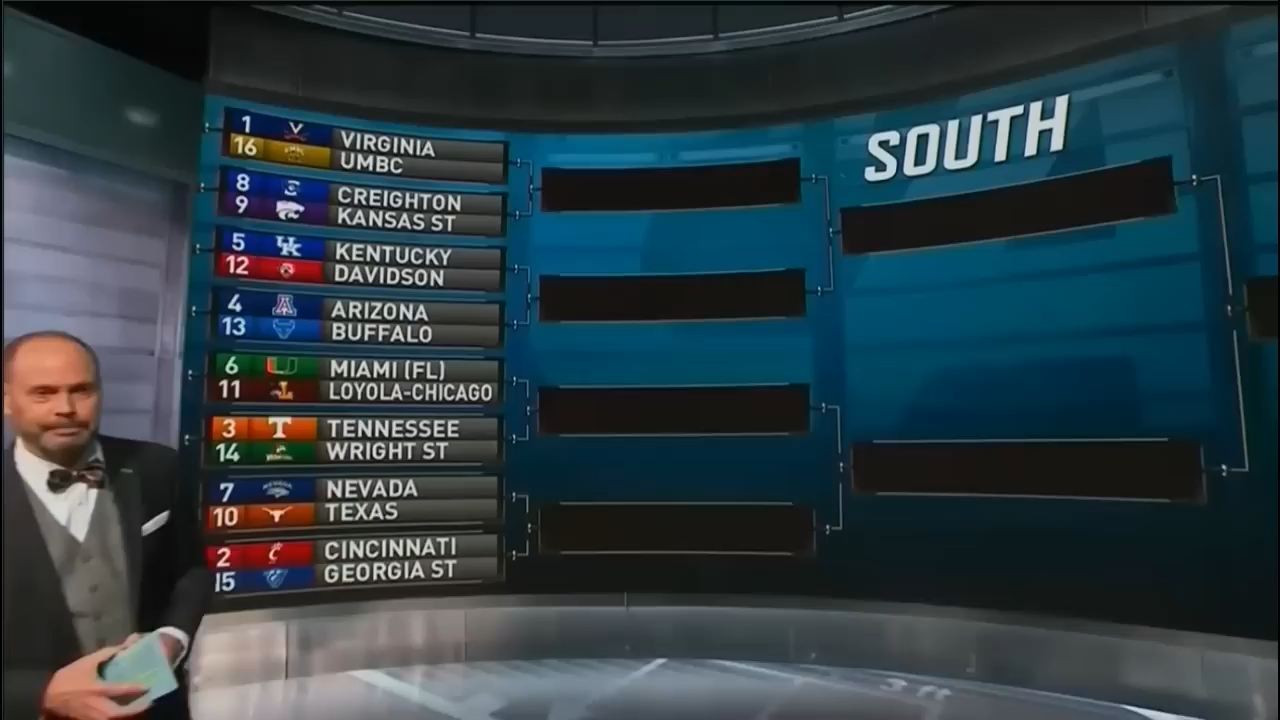 SOUTH
1 VIRGINIA
16 UMBC
8 CREIGHTON
9 KANSAS ST
5 KENTUCKY
12 DAVIDSON
4 ARIZONA
13 BUFFALO
6 MIAMI (FL)
11 LOYOLA-CHICAGO
3 TENNESSEE
14 WRIGHT ST
7 NEVADA
10 TEXAS
2 CINCINNATI
15 GEORGIA ST
3 ft